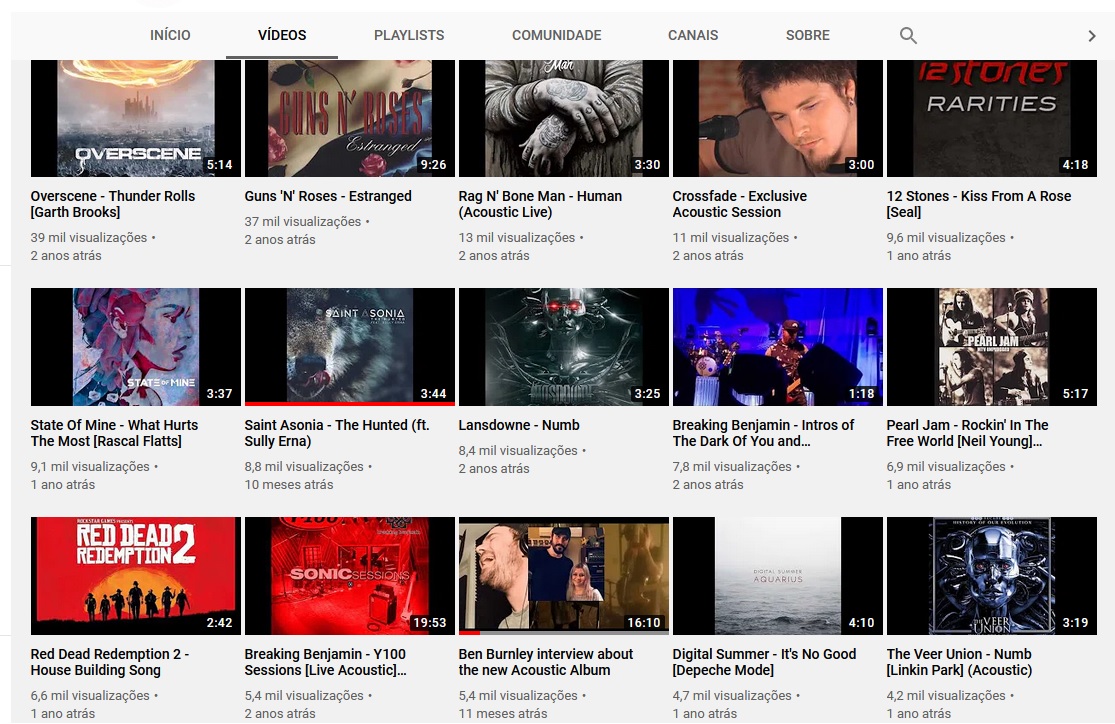 INÍCIO VÍDEOS PLAYLISTS COMUNIDADE CANAIS SOBRE
OVERSCENE
5:14
GUNS N' ROSES
Estranged
9:26
Man
3:30
3:00
12 stones
RARITIES
4:18
Overscene - Thunder Rolls
[Garth Brooks]
39 mil visualizações •
2 anos atrás
Guns 'N' Roses - Estranged
37 mil visualizações •
2 anos atrás
Rag N' Bone Man - Human
(Acoustic Live)
13 mil visualizações •
2 anos atrás
Crossfade - Exclusive
Acoustic Session
11 mil visualizações •
2 anos atrás
12 Stones - Kiss From A Rose
[Seal]
9,6 mil visualizações •
1 ano atrás
STATE OF MINE
3:37
SAINT ASONIA
THE HUNTED
3:44
3:25
1:18
PEARL JAM
MTV UNPLUGGED
5:17
State Of Mine - What Hurts
The Most [Rascal Flatts]
9,1 mil visualizações •
1 ano atrás
Saint Asonia - The Hunted (ft.
Sully Erna)
8,8 mil visualizações •
10 meses atrás
Lansdowne - Numb
8,4 mil visualizações •
2 anos atrás
Breaking Benjamin - Intros of
The Dark Of You and...
7,8 mil visualizações •
2 anos atrás
Pearl Jam - Rockin' In The
Free World [Neil Young]...
6,9 mil visualizações •
1 ano atrás
ROCKSTAR GAMES PRESENTS
RED DEAD
REDEMPTION 2
2:42
Y100
SONIC SESSIONS
19:53
16:10
DIGITAL SUMMER
AQUARIUS
4:10
HISTORY OF OUR EVOLUTION
THE VEER
UNION
3:19
Red Dead Redemption 2 -
House Building Song
6,6 mil visualizações •
1 ano atrás
Breaking Benjamin - Y100
Sessions [Live Acoustic]...
5,4 mil visualizações •
2 anos atrás
Ben Burnley interview about
the new Acoustic Album
5,4 mil visualizações •
11 meses atrás
Digital Summer - It's No Good
[Depeche Mode]
4,7 mil visualizações •
1 ano atrás
The Veer Union - Numb
[Linkin Park] (Acoustic)
4,2 mil visualizações •
1 ano atrás